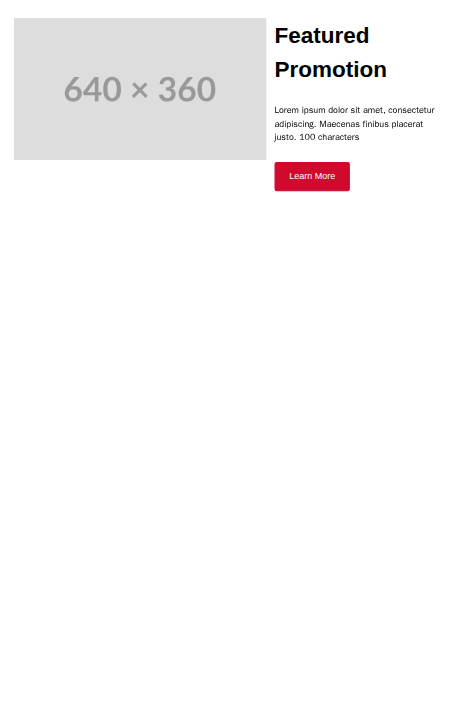 640 × 360
Featured
Promotion
Lorem ipsum dolor sit amet, consectetur
adipiscing. Maecenas finibus placerat
justo. 100 characters
Learn More